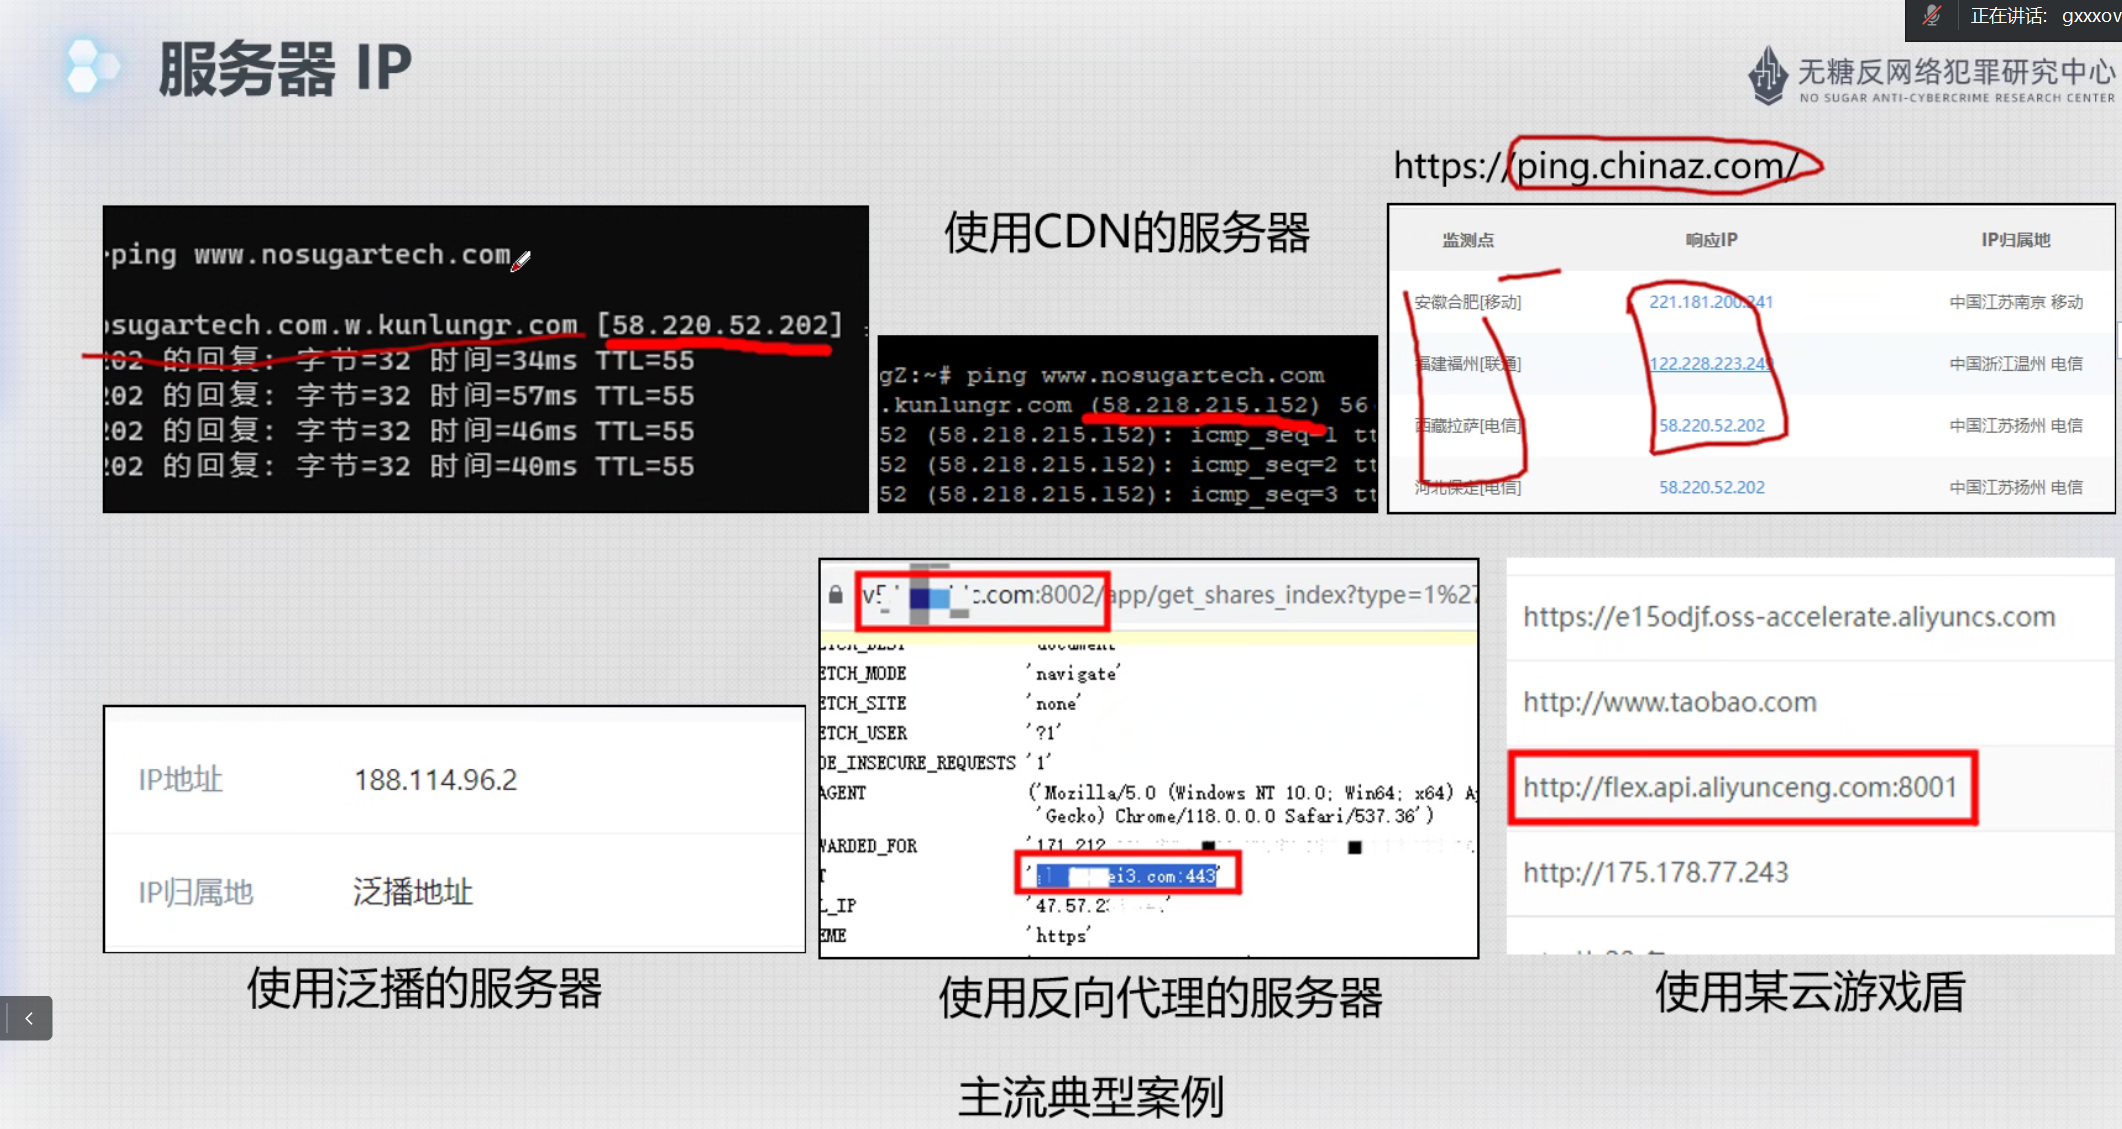 正在讲话: gxxxov
服务器 IP
无糖反网络犯罪研究中心
NO SUGAR ANTI-CYBERCRIME RESEARCH CENTER
https://ping.chinaz.com/
使用CDN的服务器
ping www.nosugartech.com
sugartech.com.w.kunlungr.com [58.220.52.202]
202 的回复: 字节=32 时间=34ms TTL=55
202 的回复: 字节=32 时间=57ms TTL=55
202 的回复: 字节=32 时间=46ms TTL=55
202 的回复: 字节=32 时间=40ms TTL=55
gZ:~# ping www.nosugartech.com
.kunlungr.com (58.218.215.152) 56
52 (58.218.215.152): icmp_seq=1 tt
52 (58.218.215.152): icmp_seq=2 tt
52 (58.218.215.152): icmp_seq=3 tt
监测点 响应IP IP归属地
安徽合肥[移动] 221.181.200.241 中国江苏南京 移动
福建福州[联通] 122.228.223.249 中国浙江温州 电信
西藏拉萨[电信] 58.220.52.202 中国江苏扬州 电信
河北保定[电信] 58.220.52.202 中国江苏扬州 电信
IP地址 188.114.96.2
IP归属地 泛播地址
使用泛播的服务器
v5 c.com:8002/app/get_shares_index?type=1%27
ETCH_DEST 'document'
ETCH_MODE 'navigate'
ETCH_SITE 'none'
ETCH_USER '?1'
DE_INSECURE_REQUESTS '1'
AGENT ('Mozilla/5.0 (Windows NT 10.0; Win64; x64) Ap
'Gecko) Chrome/118.0.0.0 Safari/537.36')
WARDED_FOR '171.212
T ei3.com:443'
L_IP '47.57.2
EME 'https'
使用反向代理的服务器
https://e15odjf.oss-accelerate.aliyuncs.com
http://www.taobao.com
http://flex.api.aliyunceng.com:8001
http://175.178.77.243
使用某云游戏盾
主流典型案例